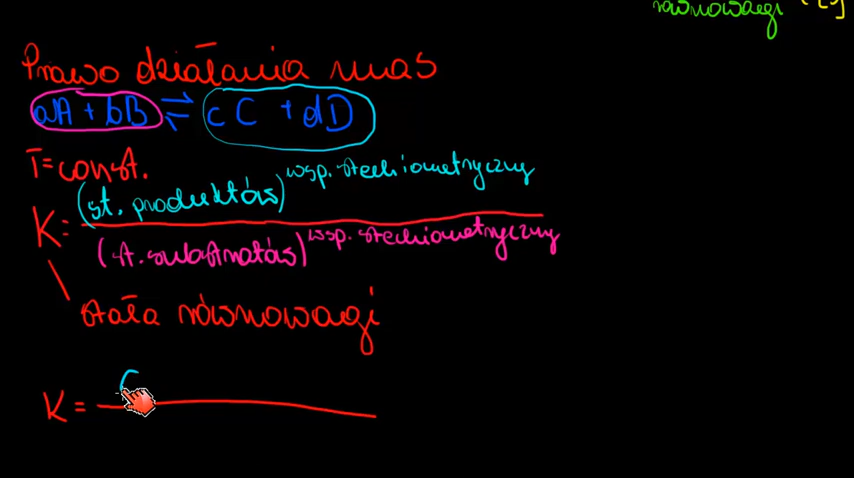 równowagi
Prawo działania mas
aA + bB ⇌ cC + dD
T=const.
(st. produktów) wsp. stechiometryczny
K=
(st. substratów) wsp. stechiometryczny
stała równowagi
K=